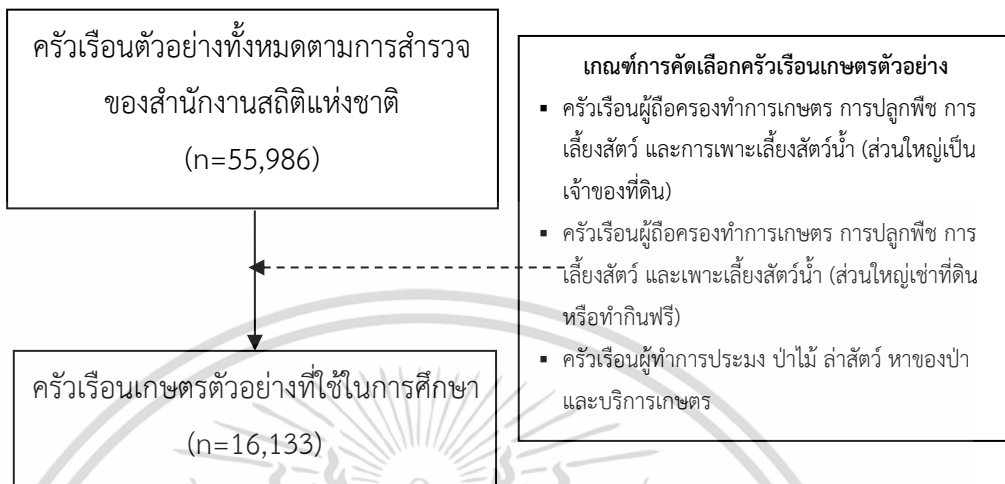 ครัวเรือนตัวอย่างทั้งหมดตามการสำรวจ
ของสำนักงานสถิติแห่งชาติ
(n=55,986)
เกณฑ์การคัดเลือกครัวเรือนเกษตรตัวอย่าง
▪ ครัวเรือนผู้ถือครองทำการเกษตร การปลูกพืช การ
เลี้ยงสัตว์ และการเพาะเลี้ยงสัตว์น้ำ (ส่วนใหญ่เป็น
เจ้าของที่ดิน)
▪ ครัวเรือนผู้ถือครองทำการเกษตร การปลูกพืช การ
เลี้ยงสัตว์ และเพาะเลี้ยงสัตว์น้ำ (ส่วนใหญ่เช่าที่ดิน
หรือทำกินฟรี)
▪ ครัวเรือนผู้ทำการประมง ป่าไม้ ล่าสัตว์ หาของป่า
และบริการเกษตร
ครัวเรือนเกษตรตัวอย่างที่ใช้ในการศึกษา
(n=16,133)